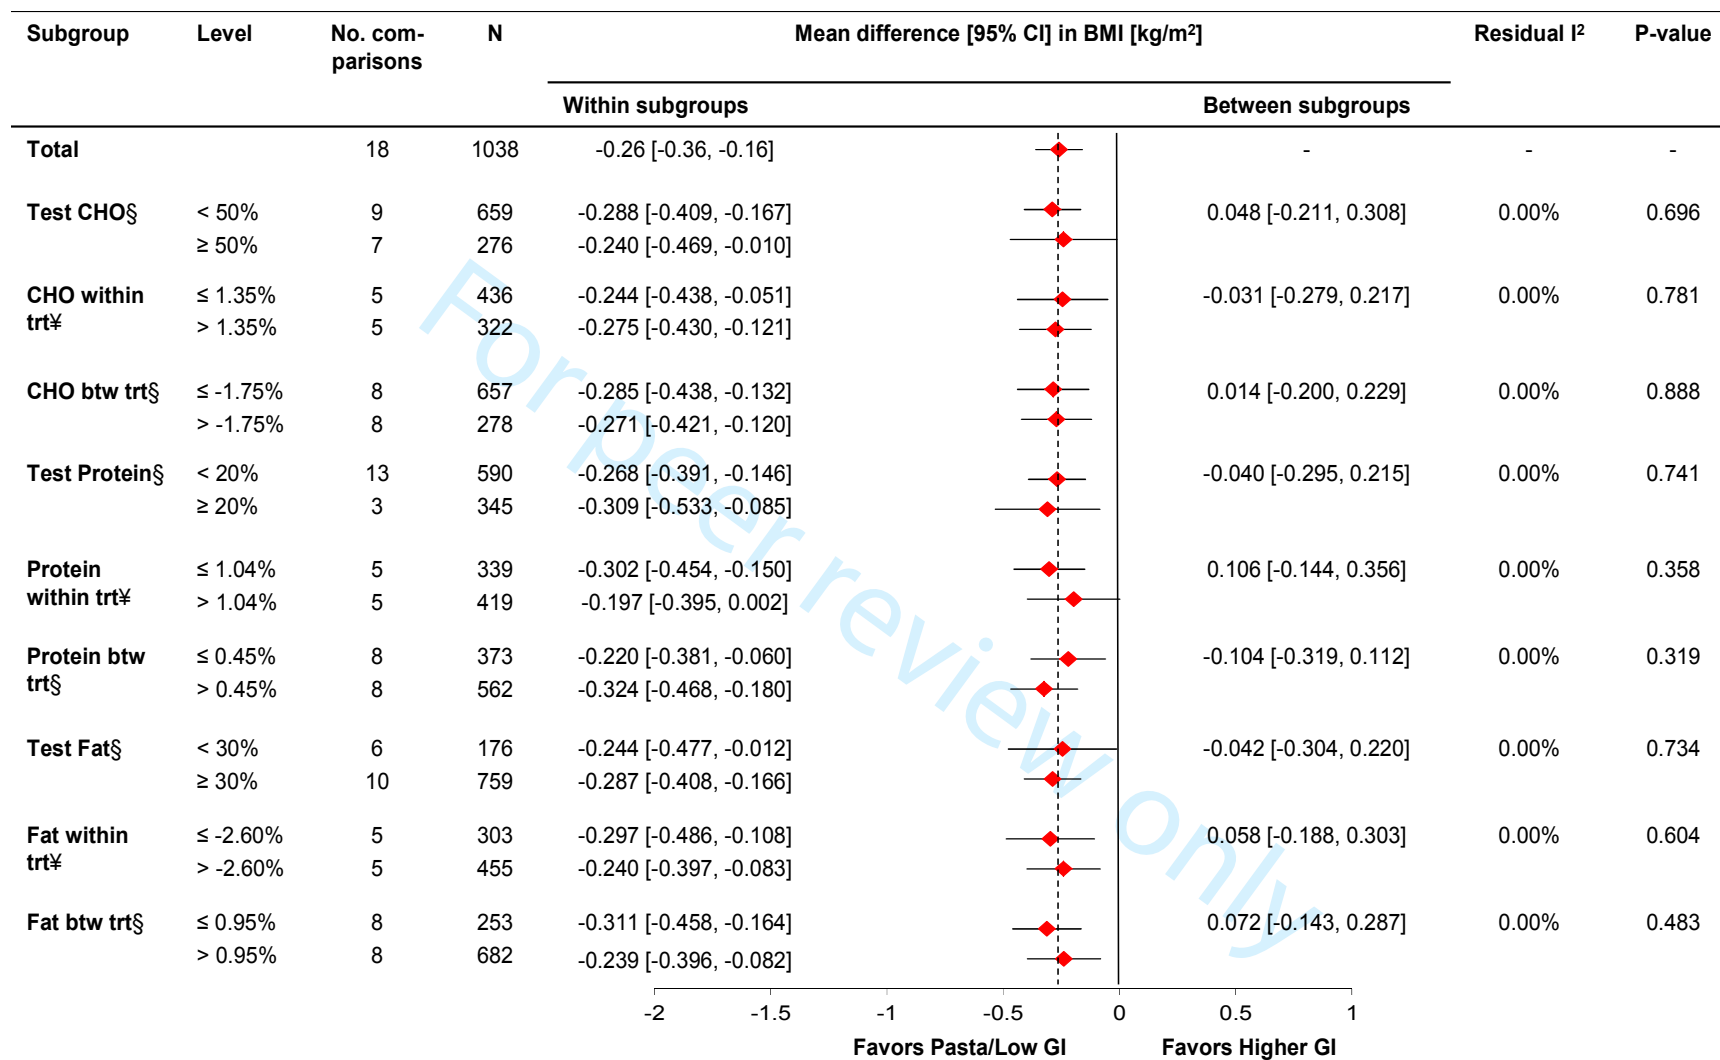 Subgroup Level No. com- N Mean difference [95% CI] in BMI [kg/m²] Residual I² P-value
parisons
Within subgroups Between subgroups
Total 18 1038 -0.26 [-0.36, -0.16] - - -
Test CHO§ < 50% 9 659 -0.288 [-0.409, -0.167] 0.048 [-0.211, 0.308] 0.00% 0.696
≥ 50% 7 276 -0.240 [-0.469, -0.010]
CHO within ≤ 1.35% 5 436 -0.244 [-0.438, -0.051] -0.031 [-0.279, 0.217] 0.00% 0.781
trt¥ > 1.35% 5 322 -0.275 [-0.430, -0.121]
CHO btw trt§ ≤ -1.75% 8 657 -0.285 [-0.438, -0.132] 0.014 [-0.200, 0.229] 0.00% 0.888
> -1.75% 8 278 -0.271 [-0.421, -0.120]
Test Protein§ < 20% 13 590 -0.268 [-0.391, -0.146] -0.040 [-0.295, 0.215] 0.00% 0.741
≥ 20% 3 345 -0.309 [-0.533, -0.085]
Protein ≤ 1.04% 5 339 -0.302 [-0.454, -0.150] 0.106 [-0.144, 0.356] 0.00% 0.358
within trt¥ > 1.04% 5 419 -0.197 [-0.395, 0.002]
Protein btw ≤ 0.45% 8 373 -0.220 [-0.381, -0.060] -0.104 [-0.319, 0.112] 0.00% 0.319
trt§ > 0.45% 8 562 -0.324 [-0.468, -0.180]
Test Fat§ < 30% 6 176 -0.244 [-0.477, -0.012] -0.042 [-0.304, 0.220] 0.00% 0.734
≥ 30% 10 759 -0.287 [-0.408, -0.166]
Fat within ≤ -2.60% 5 303 -0.297 [-0.486, -0.108] 0.058 [-0.188, 0.303] 0.00% 0.604
trt¥ > -2.60% 5 455 -0.240 [-0.397, -0.083]
Fat btw trt§ ≤ 0.95% 8 253 -0.311 [-0.458, -0.164] 0.072 [-0.143, 0.287] 0.00% 0.483
> 0.95% 8 682 -0.239 [-0.396, -0.082]
-2 -1.5 -1 -0.5 0 0.5 1
Favors Pasta/Low GI Favors Higher GI
For peer review only